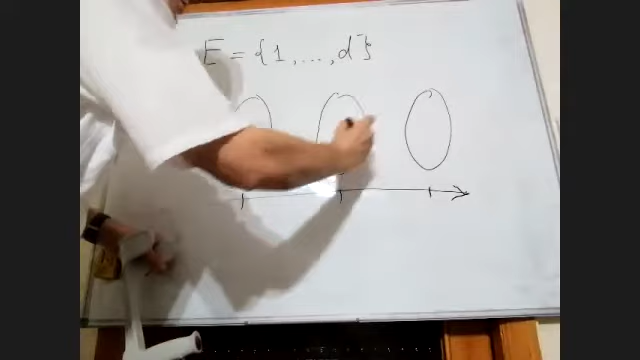 E = {1, ..., d}